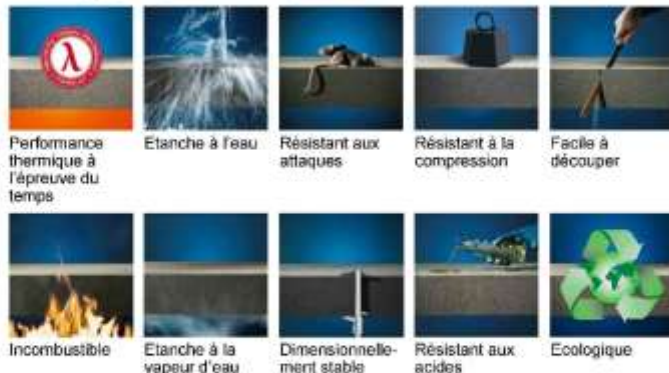 λ
Performance
thermique à
l'épreuve du
temps
Etanche à l'eau
Résistant aux
attaques
Résistant à la
compression
Facile à
découper
Incombustible
Etanche à la
vapeur d'eau
Dimensionnelle-
ment stable
Résistant aux
acides
Ecologique